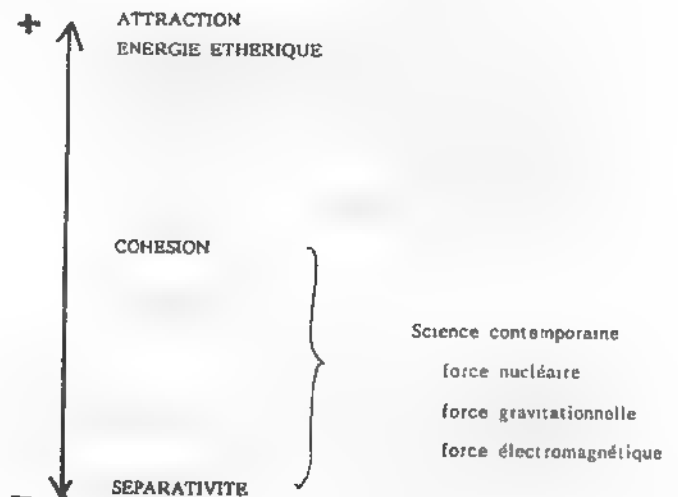 +
ATTRACTION
ENERGIE ETHERIQUE
COHESION
Science contemporaine
force nucléaire
force gravitationnelle
force électromagnétique
SEPARATIVITE
-